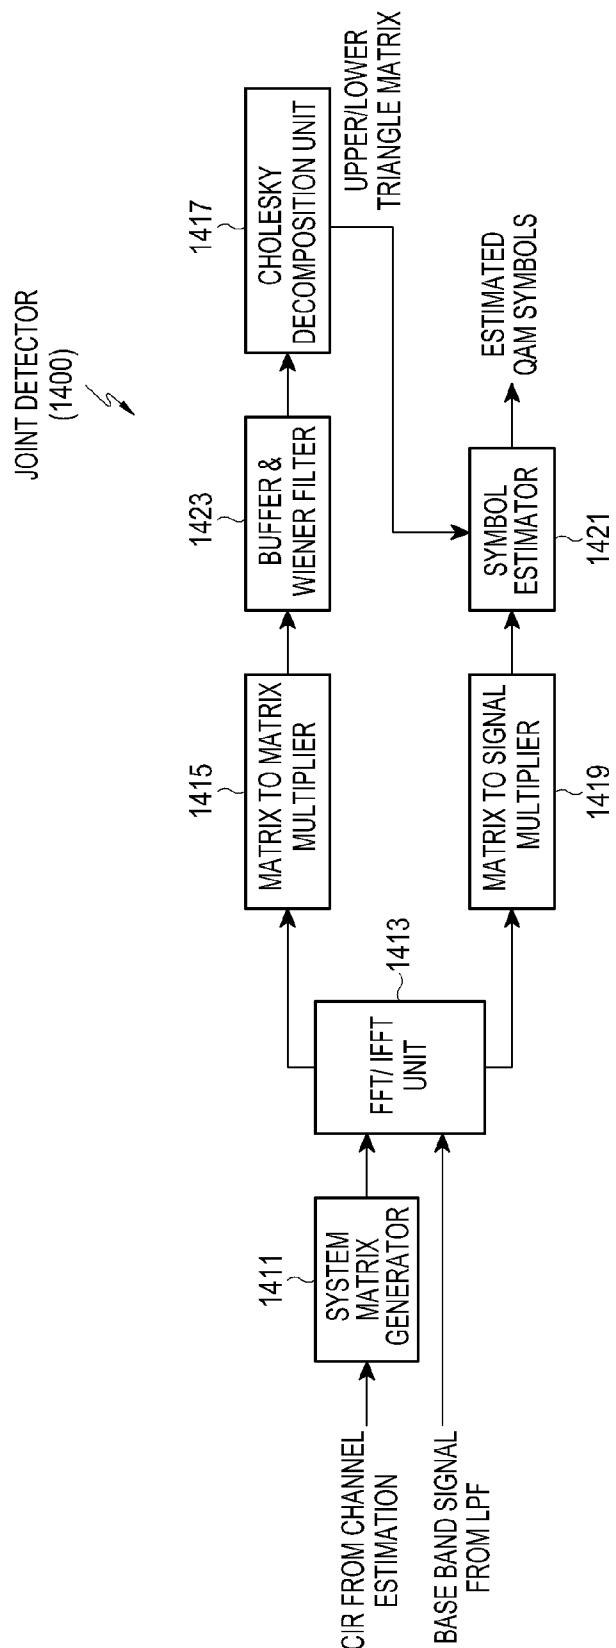 JOINT DETECTOR
(1400)
CIR FROM CHANNEL
ESTIMATION
BASE BAND SIGNAL
FROM LPF
1411
SYSTEM
MATRIX
GENERATOR
FFT/ IFFT
UNIT
1413
1415
MATRIX TO MATRIX
MULTIPLIER
1423
BUFFER &
WIENER FILTER
1417
CHOLESKY
DECOMPOSITION UNIT
UPPER/LOWER
TRIANGLE MATRIX
MATRIX TO SIGNAL
MULTIPLIER
1419
SYMBOL
ESTIMATOR
1421
ESTIMATED
QAM SYMBOLS